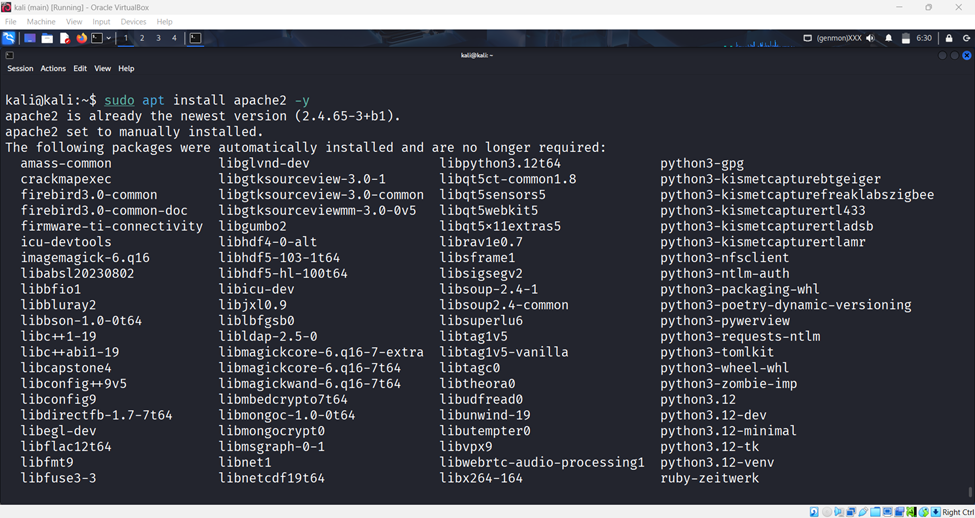 kali (main) [Running] - Oracle VirtualBox
File Machine View Input Devices Help
1 2 3 4 (genmon)XXX 6:30
kali@kali: ~
Session Actions Edit View Help
kali@kali:~$ sudo apt install apache2 -y
apache2 is already the newest version (2.4.65-3+b1).
apache2 set to manually installed.
The following packages were automatically installed and are no longer required:
amass-common libglvnd-dev libpython3.12t64 python3-gpg
crackmapexec libgtksourceview-3.0-1 libqt5ct-common1.8 python3-kismetcapturebtgeiger
firebird3.0-common libgtksourceview-3.0-common libqt5sensors5 python3-kismetcapturefreaklabszigbee
firebird3.0-common-doc libgtksourceviewmm-3.0-0v5 libqt5webkit5 python3-kismetcapturertl433
firmware-ti-connectivity libgumbo2 libqt5x11extras5 python3-kismetcapturertladsb
icu-devtools libhdf4-0-alt librav1e0.7 python3-kismetcapturertlamr
imagemagick-6.q16 libhdf5-103-1t64 libsframe1 python3-nfsclient
libabsl20230802 libhdf5-hl-100t64 libsigsegv2 python3-ntlm-auth
libbfio1 libicu-dev libsoup-2.4-1 python3-packaging-whl
libbluray2 libjxl0.9 libsoup2.4-common python3-poetry-dynamic-versioning
libbson-1.0-0t64 liblbfgsb0 libsuperlu6 python3-pywerview
libc++1-19 libldap-2.5-0 libtag1v5 python3-requests-ntlm
libc++abi1-19 libmagickcore-6.q16-7-extra libtag1v5-vanilla python3-tomlkit
libcapstone4 libmagickcore-6.q16-7t64 libtagc0 python3-wheel-whl
libconfig++9v5 libmagickwand-6.q16-7t64 libtheora0 python3-zombie-imp
libconfig9 libmbedcrypto7t64 libudfread0 python3.12
libdirectfb-1.7-7t64 libmongoc-1.0-0t64 libunwind-19 python3.12-dev
libegl-dev libmongocrypt0 libutempter0 python3.12-minimal
libflac12t64 libmsgraph-0-1 libvpx9 python3.12-tk
libfmt9 libnet1 libwebrtc-audio-processing1 python3.12-venv
libfuse3-3 libnetcdf19t64 libx264-164 ruby-zeitwerk
Right Ctrl